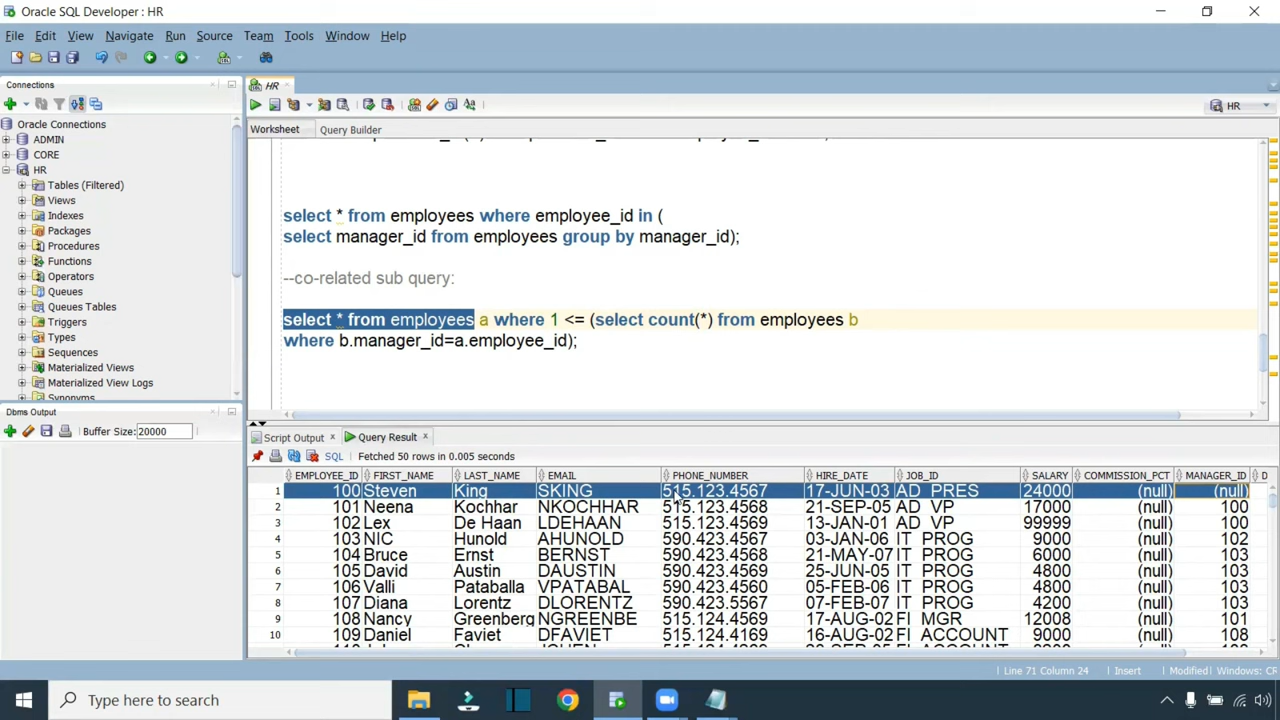 Oracle SQL Developer : HR
File Edit View Navigate Run Source Team Tools Window Help
Connections
HR
Worksheet Query Builder
HR
Oracle Connections
ADMIN
CORE
HR
Tables (Filtered)
Views
Indexes
Packages
Procedures
Functions
Operators
Queues
Queues Tables
Triggers
Types
Sequences
Materialized Views
Materialized View Logs
Synonyms
select * from employees where employee_id in (
select manager_id from employees group by manager_id);
--co-related sub query:
select * from employees a where 1 <= (select count(*) from employees b
where b.manager_id=a.employee_id);
Dbms Output
Buffer Size: 20000
Script Output Query Result
SQL Fetched 50 rows in 0.005 seconds
EMPLOYEE_ID FIRST_NAME LAST_NAME EMAIL PHONE_NUMBER HIRE_DATE JOB_ID SALARY COMMISSION_PCT MANAGER_ID D
1 100 Steven King SKING 515.123.4567 17-JUN-03 AD_PRES 24000 (null) (null)
2 101 Neena Kochhar NKOCHHAR 515.123.4568 21-SEP-05 AD_VP 17000 (null) 100
3 102 Lex De Haan LDEHAAN 515.123.4569 13-JAN-01 AD_VP 99999 (null) 100
4 103 NIC Hunold AHUNOLD 590.423.4567 03-JAN-06 IT_PROG 9000 (null) 102
5 104 Bruce Ernst BERNST 590.423.4568 21-MAY-07 IT_PROG 6000 (null) 103
6 105 David Austin DAUSTIN 590.423.4569 25-JUN-05 IT_PROG 4800 (null) 103
7 106 Valli Pataballa VPATABAL 590.423.4560 05-FEB-06 IT_PROG 4800 (null) 103
8 107 Diana Lorentz DLORENTZ 590.423.5567 07-FEB-07 IT_PROG 4200 (null) 103
9 108 Nancy Greenberg NGREENBE 515.124.4569 17-AUG-02 FI_MGR 12008 (null) 101
10 109 Daniel Faviet DFAVIET 515.124.4169 16-AUG-02 FI_ACCOUNT 9000 (null) 108
Line 71 Column 24 Insert Modified Windows: CR
Type here to search